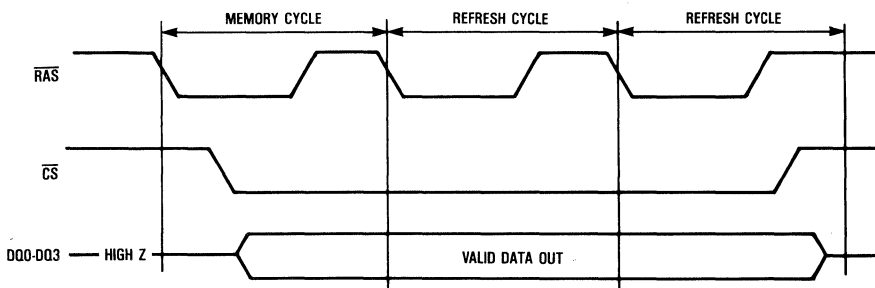 MEMORY CYCLE REFRESH CYCLE REFRESH CYCLE
RAS
CS
DQ0-DQ3 HIGH Z VALID DATA OUT